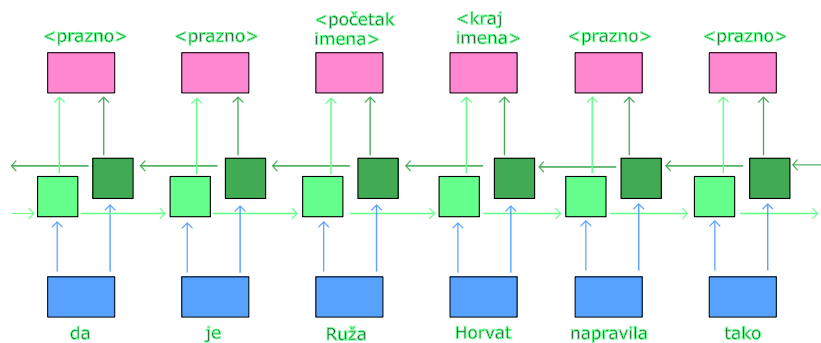 <prazno> <prazno> <početak imena> <kraj imena> <prazno> <prazno>
da je Ruža Horvat napravila tako